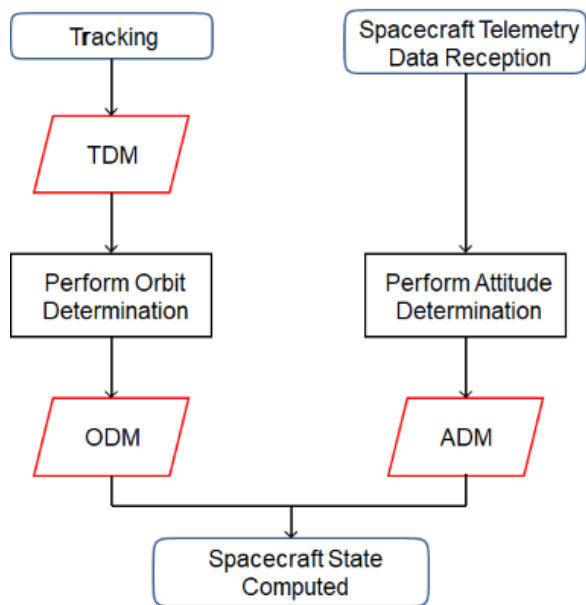 Tracking
Spacecraft Telemetry
Data Reception
TDM
Perform Orbit
Determination
Perform Attitude
Determination
ODM
ADM
Spacecraft State
Computed